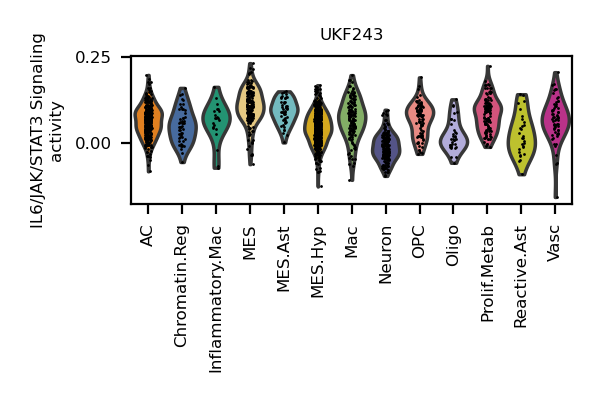 UKF243
IL6/JAK/STAT3 Signaling
activity
0.25
0.00
AC
Chromatin.Reg
Inflammatory.Mac
MES
MES.Ast
MES.Hyp
Mac
Neuron
OPC
Oligo
Prolif.Metab
Reactive.Ast
Vasc